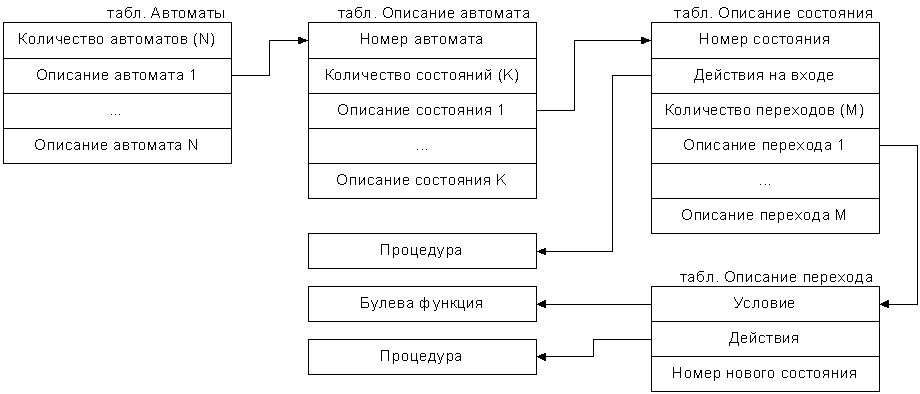 табл. Автоматы
Количество автоматов (N)
Описание автомата 1
...
Описание автомата N
табл. Описание автомата
Номер автомата
Количество состояний (K)
Описание состояния 1
...
Описание состояния K
табл. Описание состояния
Номер состояния
Действия на входе
Количество переходов (M)
Описание перехода 1
...
Описание перехода M
Процедура
Булева функция
Процедура
табл. Описание перехода
Условие
Действия
Номер нового состояния